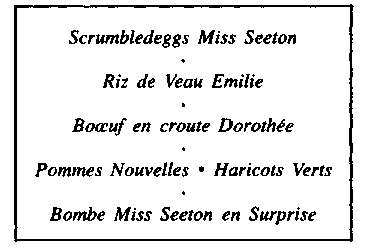 Scrumbledeggs Miss Seeton
•
Riz de Veau Emilie
•
Bœuf en croute Dorothée
•
Pommes Nouvelles • Haricots Verts
•
Bombe Miss Seeton en Surprise